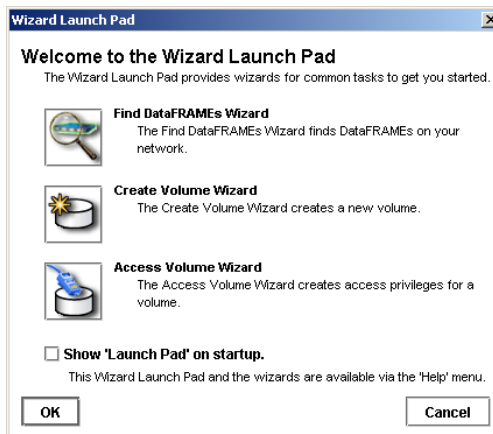 Wizard Launch Pad
Welcome to the Wizard Launch Pad
The Wizard Launch Pad provides wizards for common tasks to get you started.
Find DataFRAMEs Wizard
The Find DataFRAMEs Wizard finds DataFRAMEs on your
network.
Create Volume Wizard
The Create Volume Wizard creates a new volume.
Access Volume Wizard
The Access Volume Wizard creates access privileges for a
volume.
Show 'Launch Pad' on startup.
This Wizard Launch Pad and the wizards are available via the 'Help' menu.
OK
Cancel